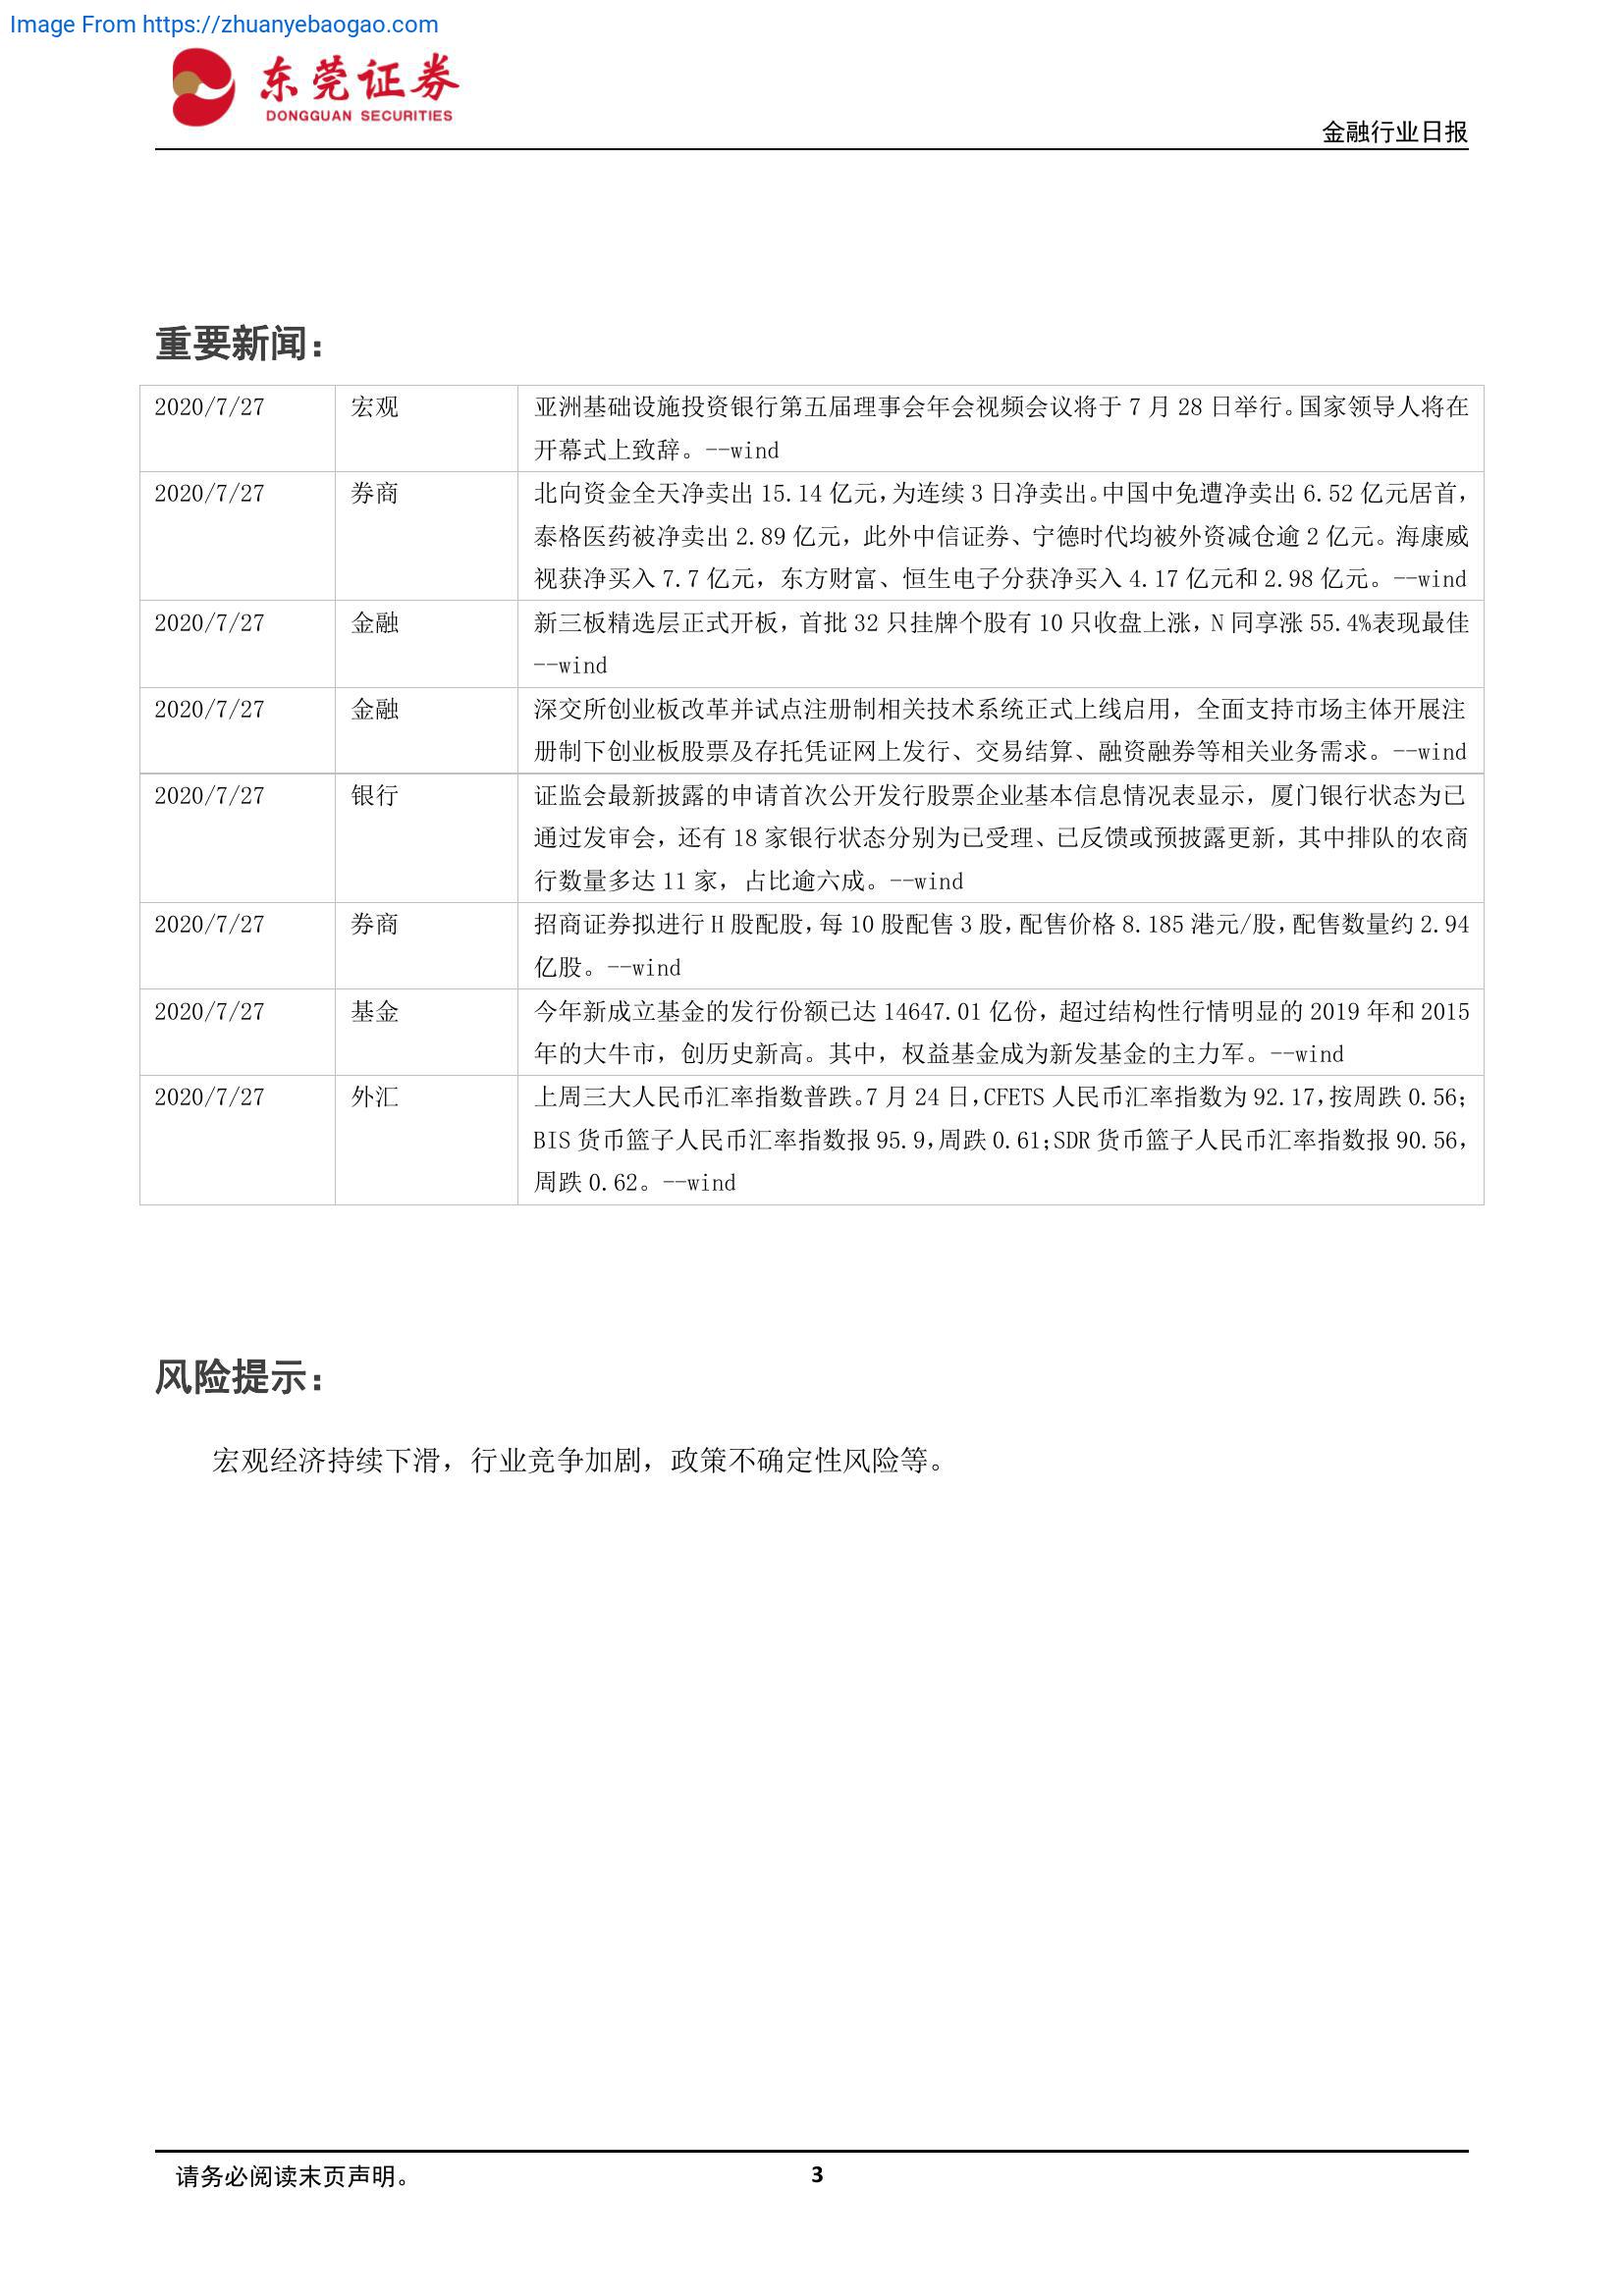 Image From https://zhuanyebaogao.com
东莞证券
DONGGUAN SECURITIES
金融行业日报
重要新闻：
2020/7/27 宏观 亚洲基础设施投资银行第五届理事会年会视频会议将于 7 月 28 日举行。国家领导人将在
开幕式上致辞。--wind
2020/7/27 券商 北向资金全天净卖出 15.14 亿元，为连续 3 日净卖出。中国中免遭净卖出 6.52 亿元居首，
泰格医药被净卖出 2.89 亿元，此外中信证券、宁德时代均被外资减仓逾 2 亿元。海康威
视获净买入 7.7 亿元，东方财富、恒生电子分获净买入 4.17 亿元和 2.98 亿元。--wind
2020/7/27 金融 新三板精选层正式开板，首批 32 只挂牌个股有 10 只收盘上涨，N 同享涨 55.4%表现最佳
--wind
2020/7/27 金融 深交所创业板改革并试点注册制相关技术系统正式上线启用，全面支持市场主体开展注
册制下创业板股票及存托凭证网上发行、交易结算、融资融券等相关业务需求。--wind
2020/7/27 银行 证监会最新披露的申请首次公开发行股票企业基本信息情况表显示，厦门银行状态为已
通过发审会，还有 18 家银行状态分别为已受理、已反馈或预披露更新，其中排队的农商
行数量多达 11 家，占比逾六成。--wind
2020/7/27 券商 招商证券拟进行 H 股配股，每 10 股配售 3 股，配售价格 8.185 港元/股，配售数量约 2.94
亿股。--wind
2020/7/27 基金 今年新成立基金的发行份额已达 14647.01 亿份，超过结构性行情明显的 2019 年和 2015
年的大牛市，创历史新高。其中，权益基金成为新发基金的主力军。--wind
2020/7/27 外汇 上周三大人民币汇率指数普跌。7 月 24 日，CFETS 人民币汇率指数为 92.17，按周跌 0.56；
BIS 货币篮子人民币汇率指数报 95.9，周跌 0.61；SDR 货币篮子人民币汇率指数报 90.56，
周跌 0.62。--wind
风险提示：
宏观经济持续下滑，行业竞争加剧，政策不确定性风险等。
请务必阅读末页声明。 3